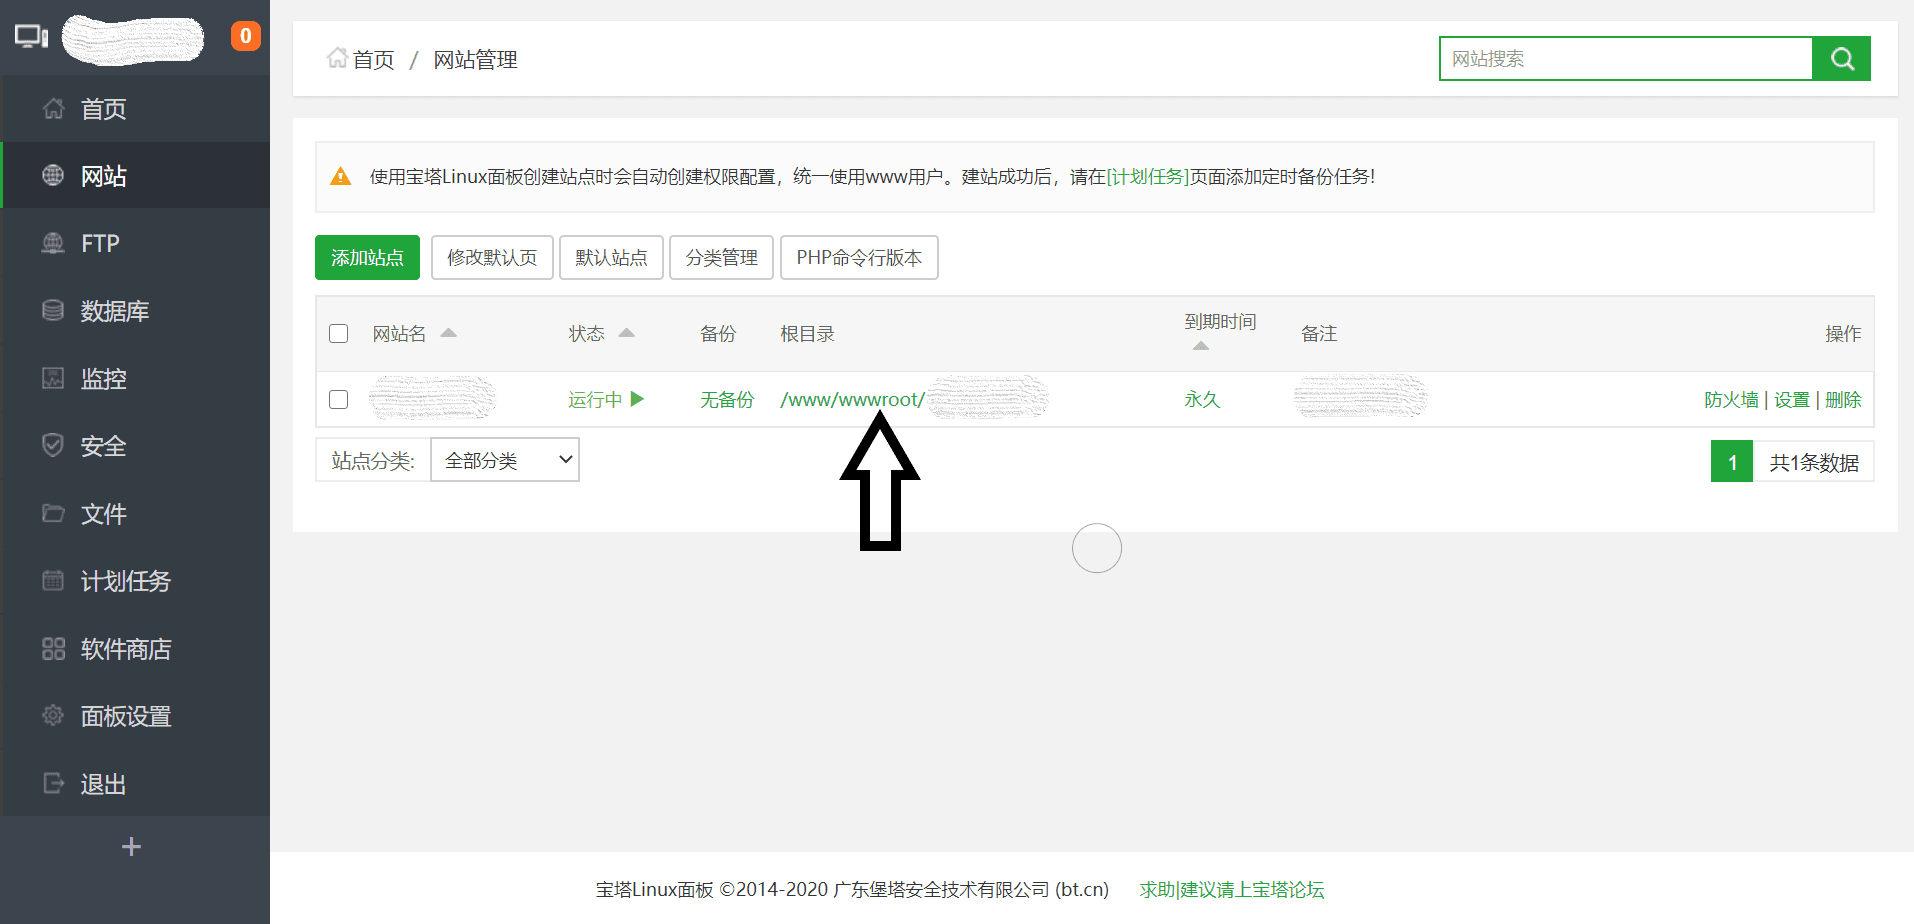 0
首页
网站
FTP
数据库
监控
安全
文件
计划任务
软件商店
面板设置
退出
首页 / 网站管理
网站搜索
使用宝塔Linux面板创建站点时会自动创建权限配置，统一使用www用户。建站成功后，请在[计划任务]页面添加定时备份任务!
添加站点 修改默认页 默认站点 分类管理 PHP命令行版本
网站名 状态 备份 根目录 到期时间 备注 操作
运行中 无备份 /www/wwwroot/ 永久 防火墙 | 设置 | 删除
站点分类: 全部分类 1 共1条数据
宝塔Linux面板 ©2014-2020 广东堡塔安全技术有限公司 (bt.cn) 求助|建议请上宝塔论坛